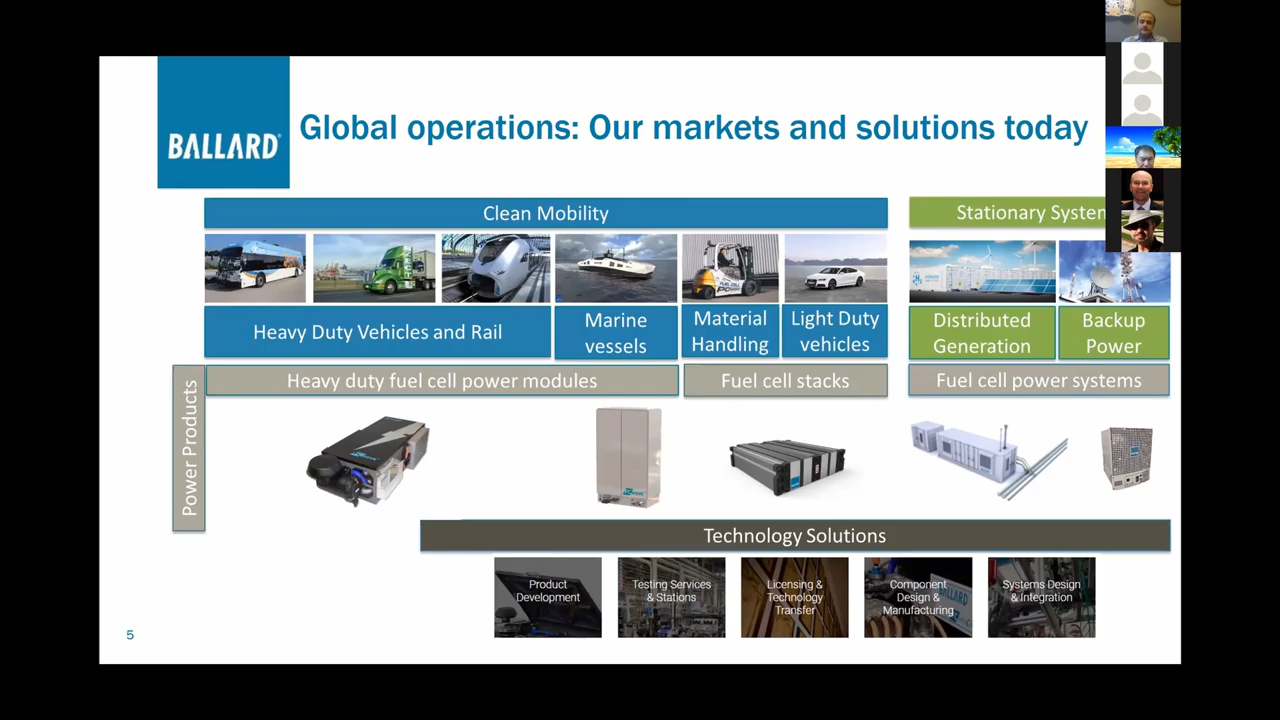 BALLARD
Global operations: Our markets and solutions today
Clean Mobility
Stationary System
Heavy Duty Vehicles and Rail
Marine
vessels
Material
Handling
Light Duty
vehicles
Distributed
Generation
Backup
Power
Power Products
Heavy duty fuel cell power modules
Fuel cell stacks
Fuel cell power systems
Technology Solutions
Product
Development
Testing Services
& Stations
Licensing &
Technology
Transfer
Component
Design &
Manufacturing
Systems Design
& Integration
BALLARD
5